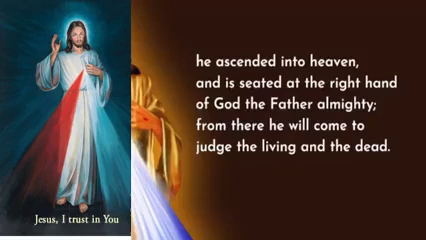 Jesus, I trust in You
he ascended into heaven,
and is seated at the right hand
of God the Father almighty;
from there he will come to
judge the living and the dead.